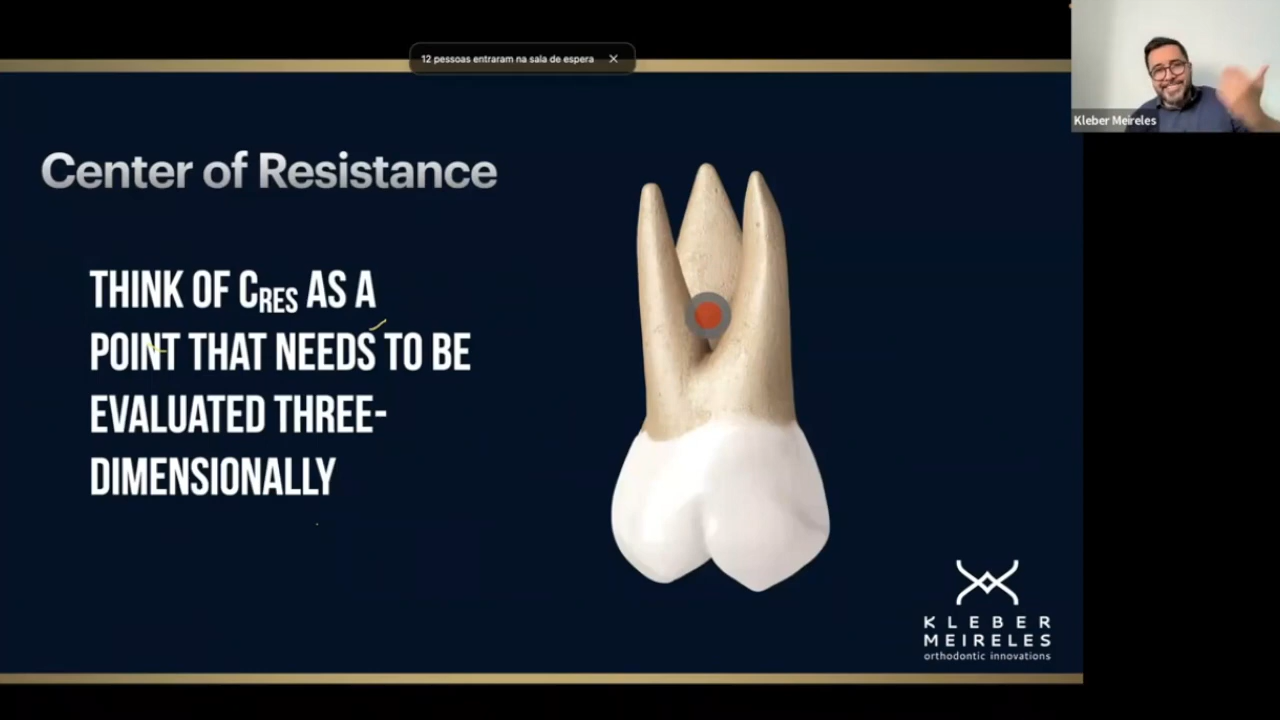 12 pessoas entraram na sala de espera
Kleber Meireles
Center of Resistance
THINK OF CRES AS A
POINT THAT NEEDS TO BE
EVALUATED THREE-
DIMENSIONALLY
KLEBER
MEIRELES
orthodontic innovations